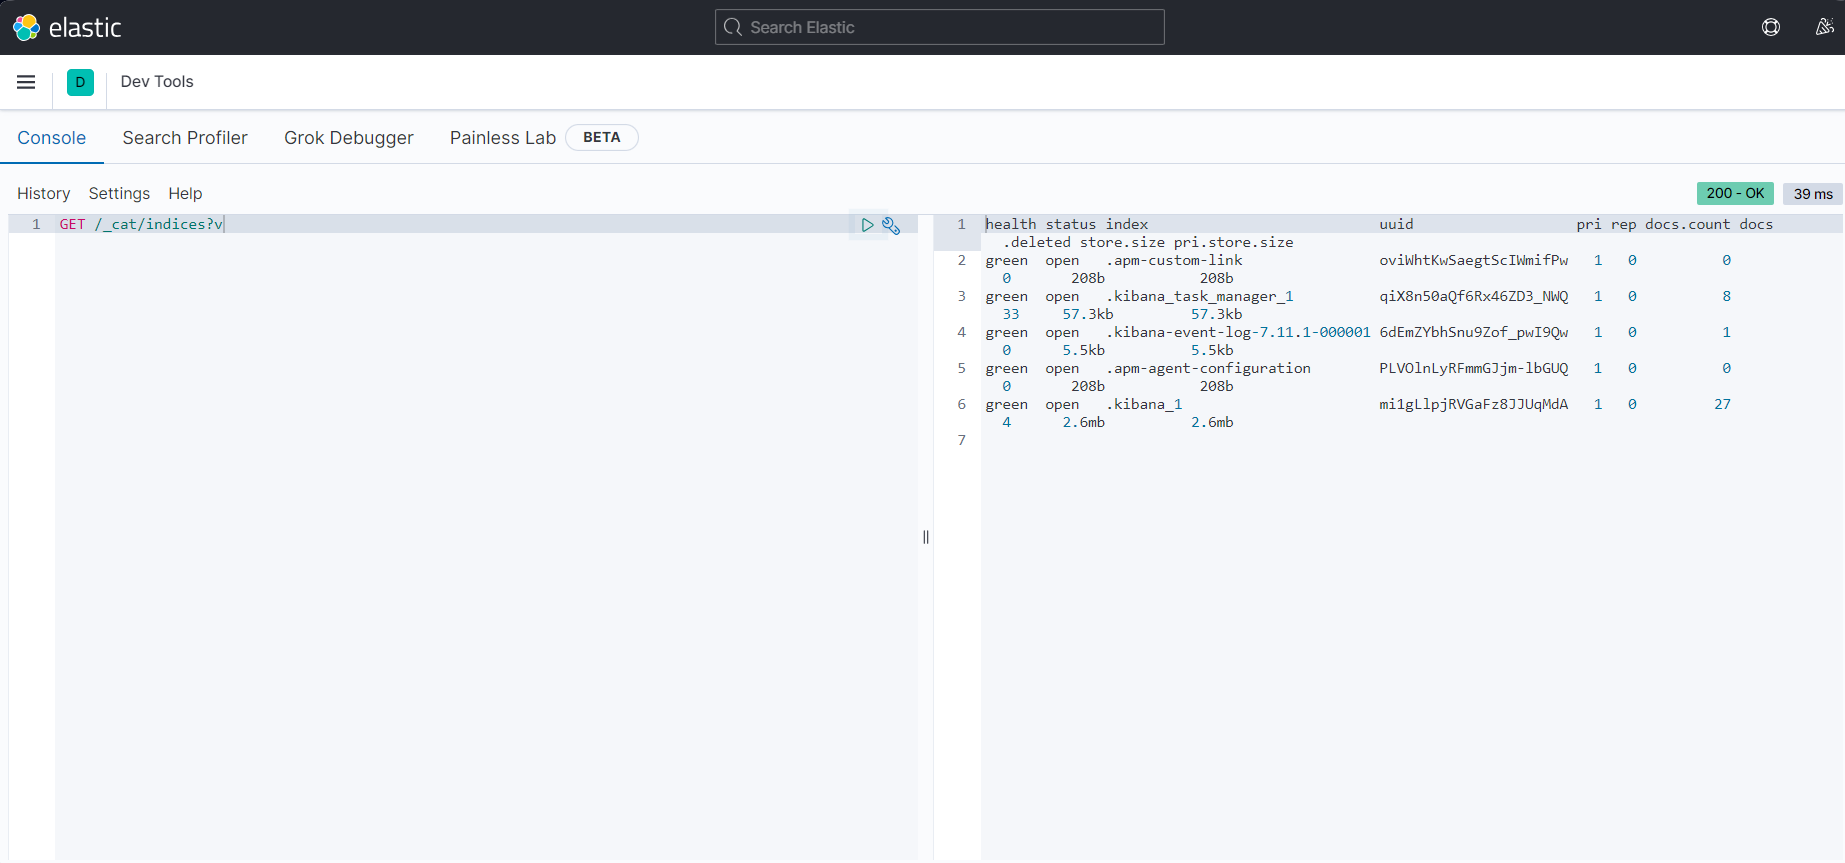 elastic
Search Elastic
D
Dev Tools
Console Search Profiler Grok Debugger Painless Lab BETA
History Settings Help
200 - OK 39 ms
1 GET /_cat/indices?v
1 health status index uuid pri rep docs.count docs
.deleted store.size pri.store.size
2 green open .apm-custom-link oviWhtKwSaegtScIWmifPw 1 0 0
0 208b 208b
3 green open .kibana_task_manager_1 qiX8n50aQf6Rx46ZD3_NWQ 1 0 8
33 57.3kb 57.3kb
4 green open .kibana-event-log-7.11.1-000001 6dEmZYbhSnu9Zof_pwI9Qw 1 0 1
0 5.5kb 5.5kb
5 green open .apm-agent-configuration PLVOlnLyRFmmGJjm-lbGUQ 1 0 0
0 208b 208b
6 green open .kibana_1 mi1gLlpjRVGaFz8JJUqMdA 1 0 27
4 2.6mb 2.6mb
7